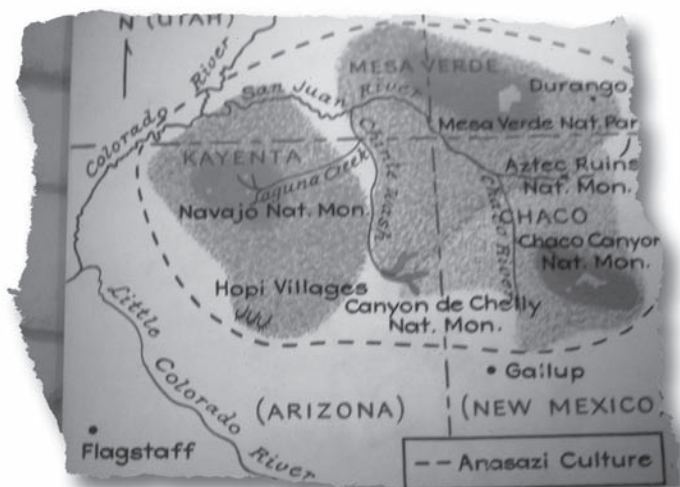 N (UTAH)
MESA VERDE
Durango
Colorado River
San Juan River
Mesa Verde Nat. Par
KAYENTA
Laguna Creek
Chinle Wash
Aztec Ruins
Nat. Mon.
Navajo Nat. Mon.
Chaco River
CHACO
Chaco Canyon
Nat. Mon.
Hopi Villages
Canyon de Chelly
Nat. Mon.
Little Colorado River
Gallup
(ARIZONA)
(NEW MEXICO)
Flagstaff
Anasazi Culture